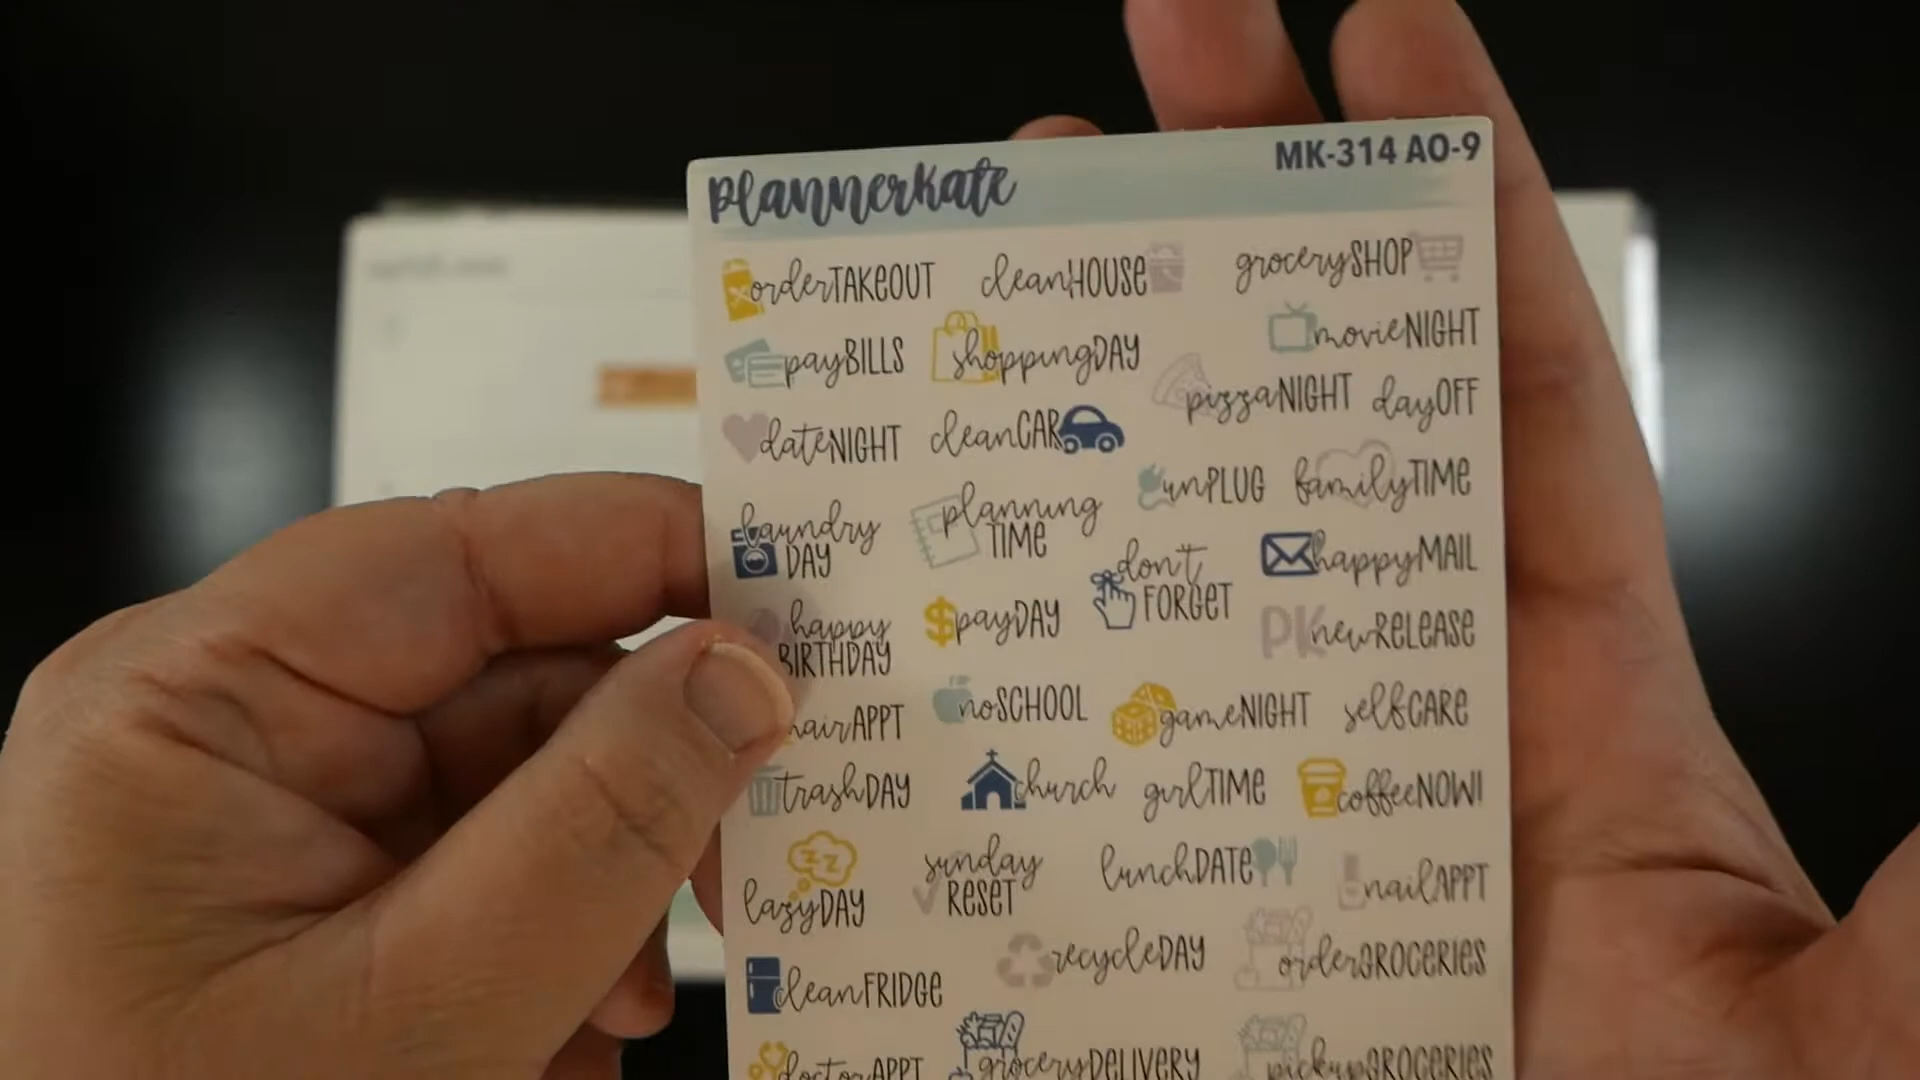 plannerkate MK-314 AO-9
orderTAKEOUT cleanHOUSE grocerySHOP
payBILLS shoppingDAY movieNIGHT
dateNIGHT cleanCAR pizzaNIGHT dayOFF
laundry DAY planning TIME unPLUG familyTIME
happy BIRTHDAY $payDAY don't FORGET happyMAIL
PK newRELEASE
hairAPPT noSCHOOL gameNIGHT selfCARE
trashDAY church girlTIME coffeeNOW!
zz lazyDAY sunday RESET lunchDATE nailAPPT
cleanFRIDGE recycleDAY orderGROCERIES
doctorAPPT groceryDELIVERY pickupGROCERIES